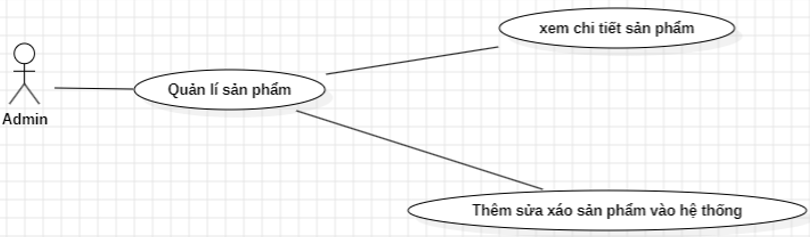 xem chi tiết sản phẩm
Quản lí sản phẩm
Admin
Thêm sửa xáo sản phẩm vào hệ thống